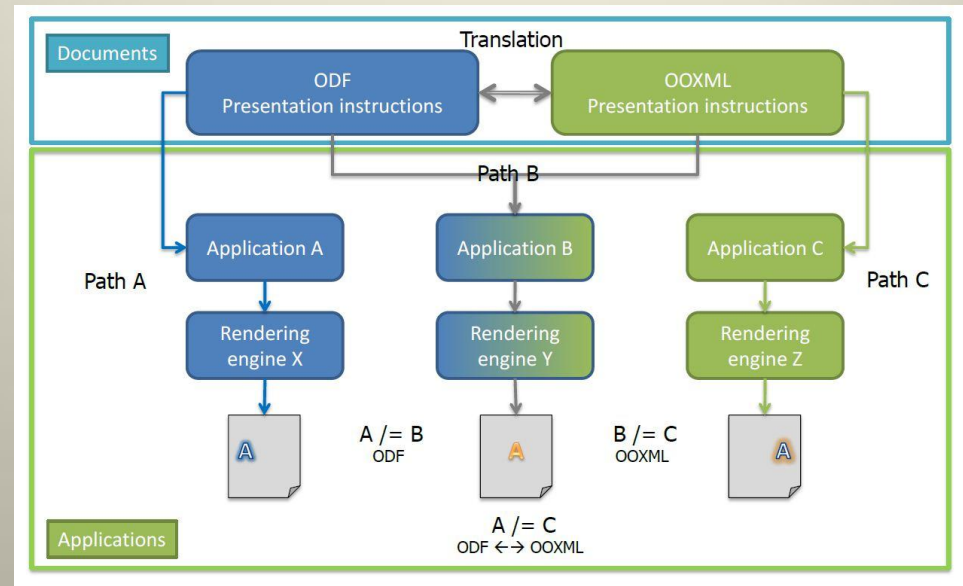 Documents
Translation
ODF
Presentation instructions
OOXML
Presentation instructions
Path B
Application A
Application B
Application C
Path A
Path C
Rendering
engine X
Rendering
engine Y
Rendering
engine Z
A
A /= B
ODF
A
B /= C
OOXML
A
A /= C
ODF ←→ OOXML
Applications